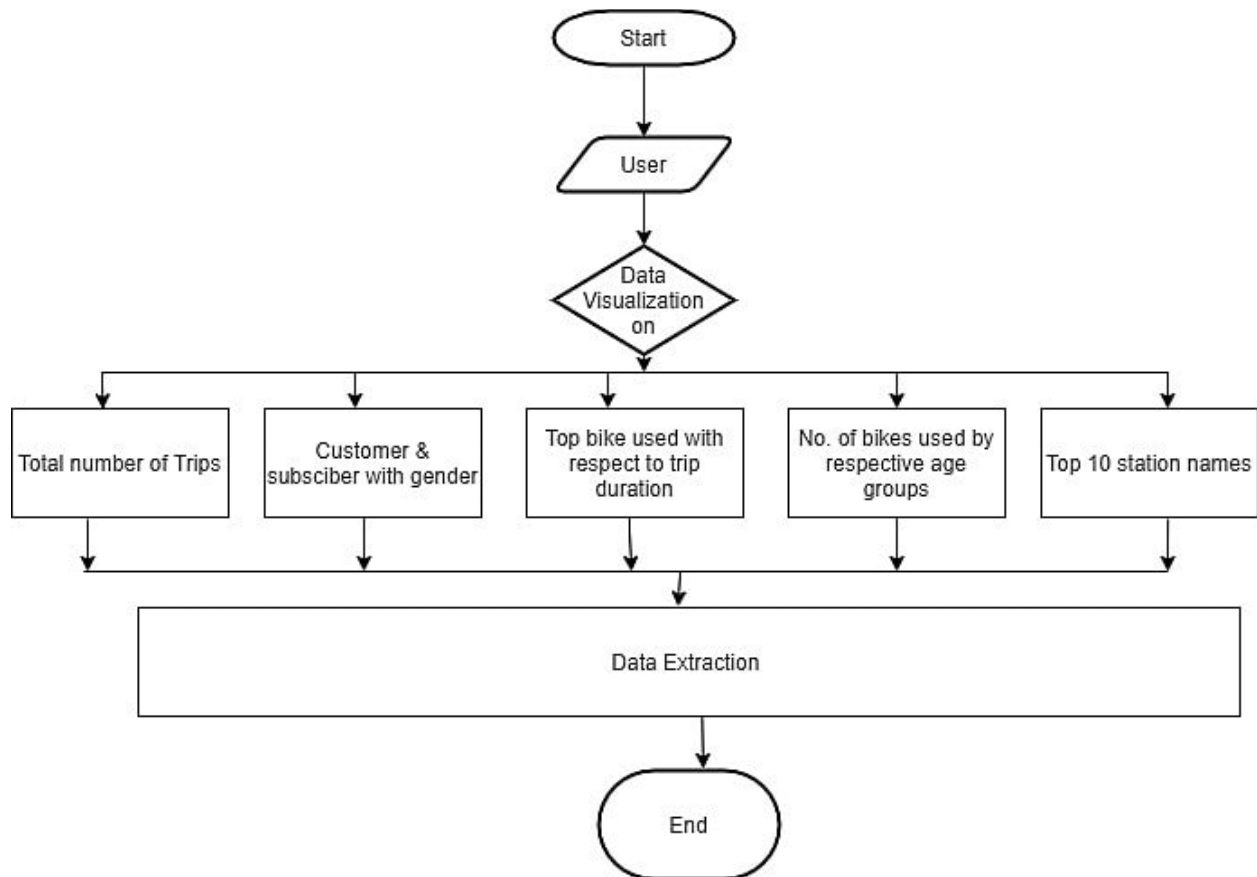 Start
User
Data
Visualization
on
Total number of Trips
Customer &
subsciber with gender
Top bike used with
respect to trip
duration
No. of bikes used by
respective age
groups
Top 10 station names
Data Extraction
End